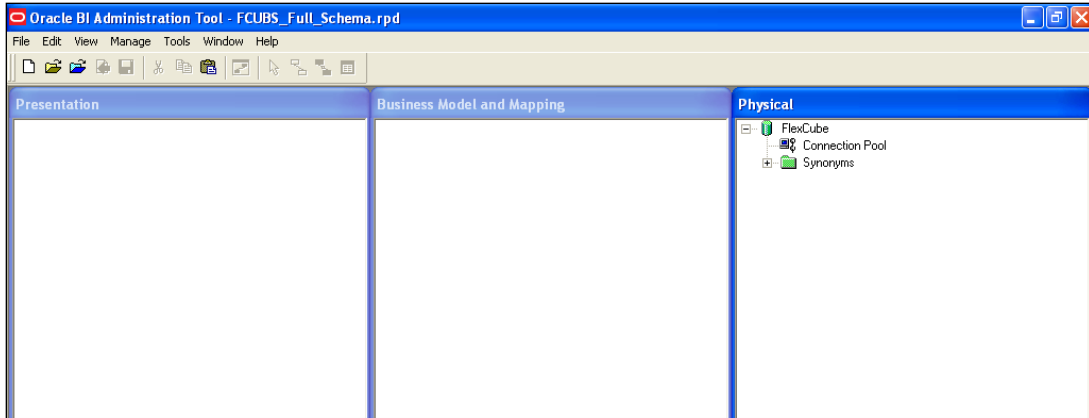 Oracle BI Administration Tool - FCUBS_Full_Schema.rpd
File Edit View Manage Tools Window Help
Presentation
Business Model and Mapping
Physical
FlexCube
Connection Pool
Synonyms